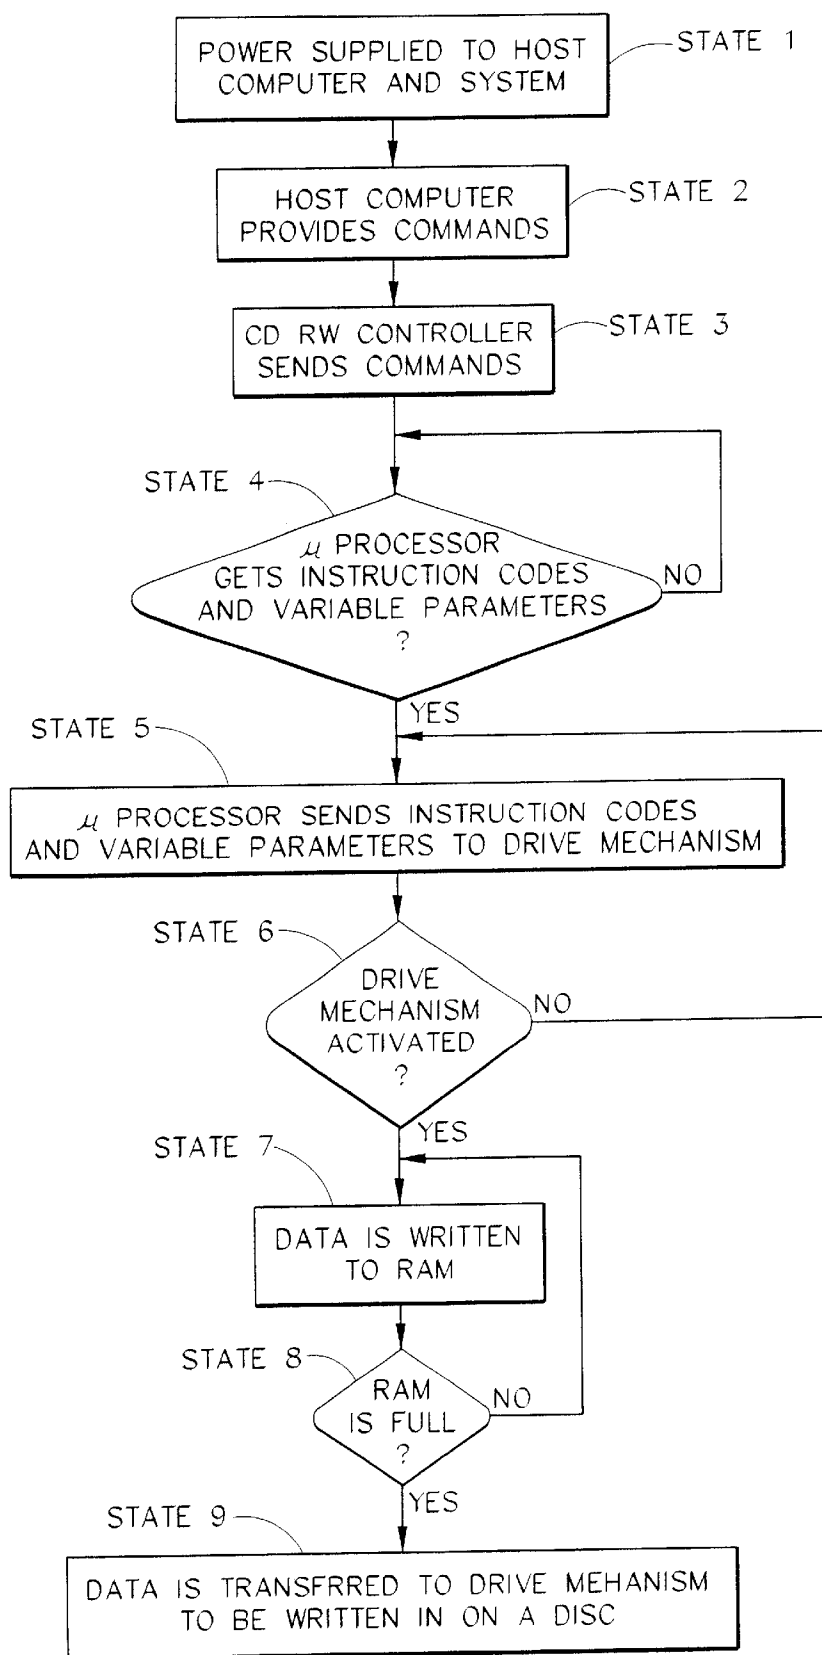 POWER SUPPLIED TO HOST
COMPUTER AND SYSTEM
STATE 1
HOST COMPUTER
PROVIDES COMMANDS
STATE 2
CD RW CONTROLLER
SENDS COMMANDS
STATE 3
STATE 4
μ PROCESSOR
GETS INSTRUCTION CODES
AND VARIABLE PARAMETERS
?
NO
YES
STATE 5
μ PROCESSOR SENDS INSTRUCTION CODES
AND VARIABLE PARAMETERS TO DRIVE MECHANISM
STATE 6
DRIVE
MECHANISM
ACTIVATED
?
NO
YES
STATE 7
DATA IS WRITTEN
TO RAM
STATE 8
RAM
IS FULL
?
NO
YES
STATE 9
DATA IS TRANSFRRED TO DRIVE MEHANISM
TO BE WRITTEN IN ON A DISC